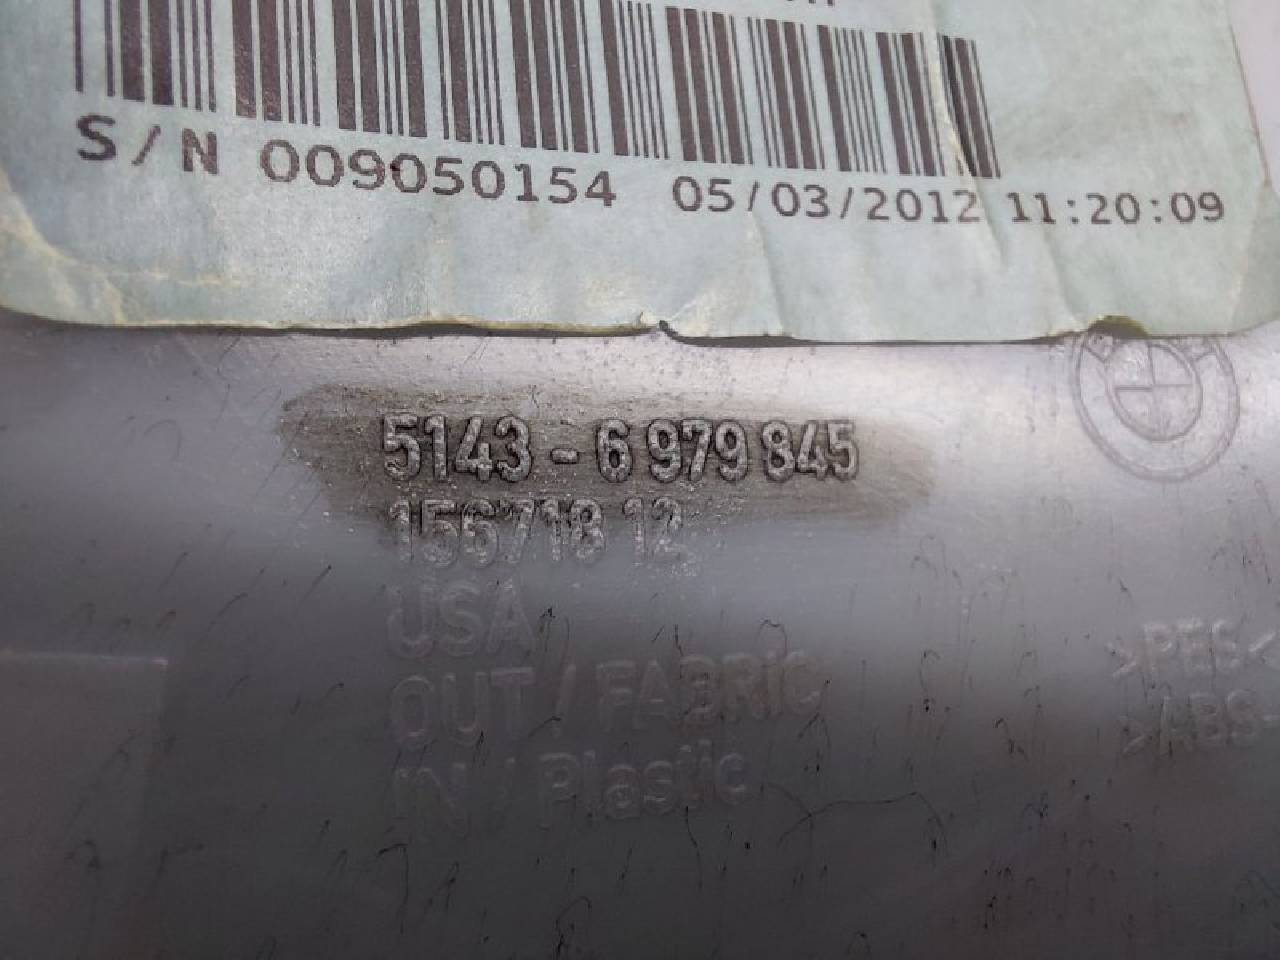 S/N 009050154 05/03/2012 11:20:09
5143 - 6 979 845
156718 12
USA
OUT / FABRIC
IN / Plastic
>PES<
>ABS-